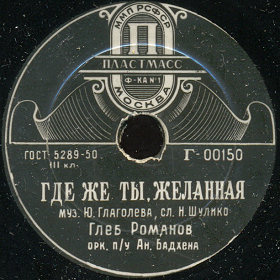 ММП РСФСР
П
ПЛАСТМАСС
Ф-КА №1
МОСКВА
ГОСТ-5289-50
III кл.
Г-00150
ГДЕ ЖЕ ТЫ, ЖЕЛАННАЯ
муз. Ю. Глаголева, сл. Н. Шулико
Глеб Романов
орк. п/у Ан. Бадхена